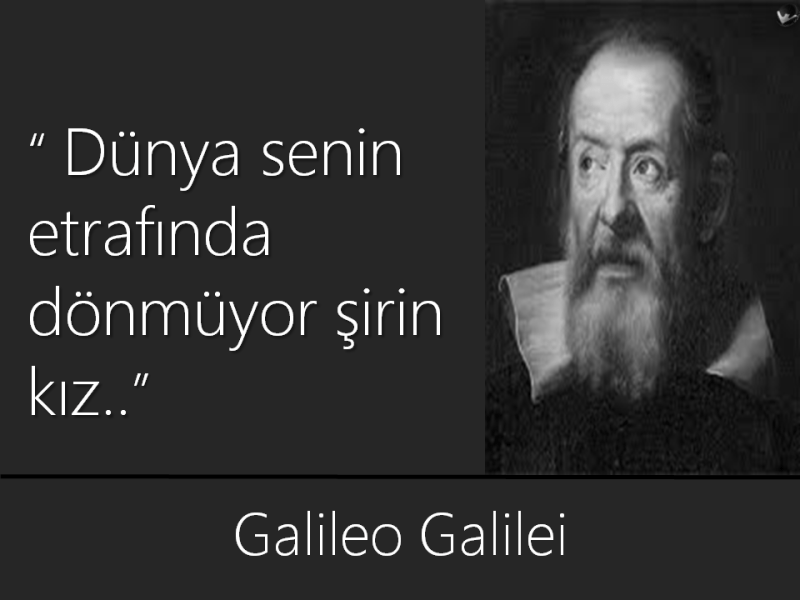 “ Dünya senin
etrafında
dönmüyor şirin
kız..”
Galileo Galilei